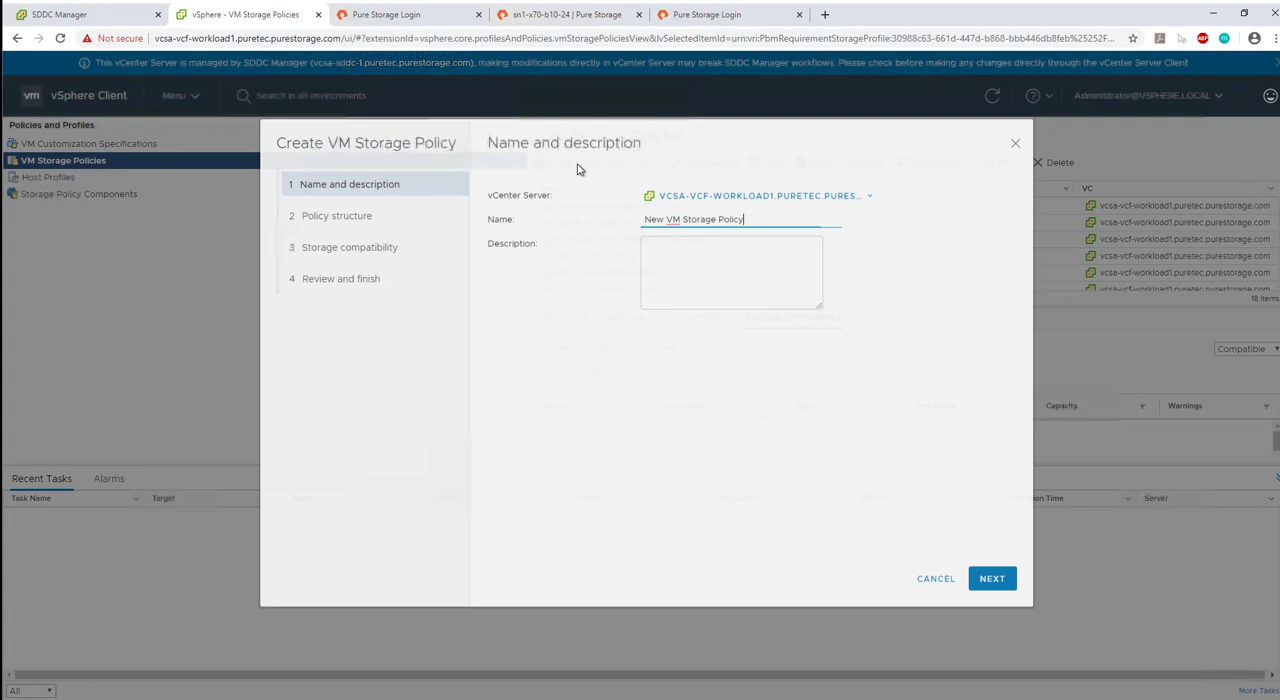 SDDC Manager
vSphere - VM Storage Policies
Pure Storage Login
sn1-x70-b10-24 | Pure Storage
Pure Storage Login
Not secure
vcsa-vcf-workload1.puretec.purestorage.com/ui/#?extensionId=vsphere.core.profilesAndPolicies.vmStoragePoliciesView&lvSelectedItemId=urn:vri:PbmRequirementStorageProfile:30988c63-661d-447d-b868-bbb446db8feb%25252C...
This vCenter Server is managed by SDDC Manager (vcsa-sddc-1.puretec.purestorage.com), making modifications directly in vCenter Server may break SDDC Manager workflows. Please check before making any changes directly through the vCenter Server Client
vm vSphere Client
Menu
Search in all environments
Administrator@VSPHERE.LOCAL
Policies and Profiles
VM Customization Specifications
VM Storage Policies
Host Profiles
Storage Policy Components
Create VM Storage Policy
1 Name and description
2 Policy structure
3 Storage compatibility
4 Review and finish
Name and description
vCenter Server:
VCSA-VCF-WORKLOAD1.PURETEC.PURES...
Name:
New VM Storage Policy
Description:
CANCEL
NEXT
Delete
VC
vcsa-vcf-workload1.puretec.purestorage.com
vcsa-vcf-workload1.puretec.purestorage.com
vcsa-vcf-workload1.puretec.purestorage.com
vcsa-vcf-workload1.puretec.purestorage.com
vcsa-vcf-workload1.puretec.purestorage.com
vcsa-vcf-workload1.puretec.purestorage.com
18 items
Compatible
Capacity
Warnings
Recent Tasks
Alarms
Task Name
Target
Server
All
More Tasks